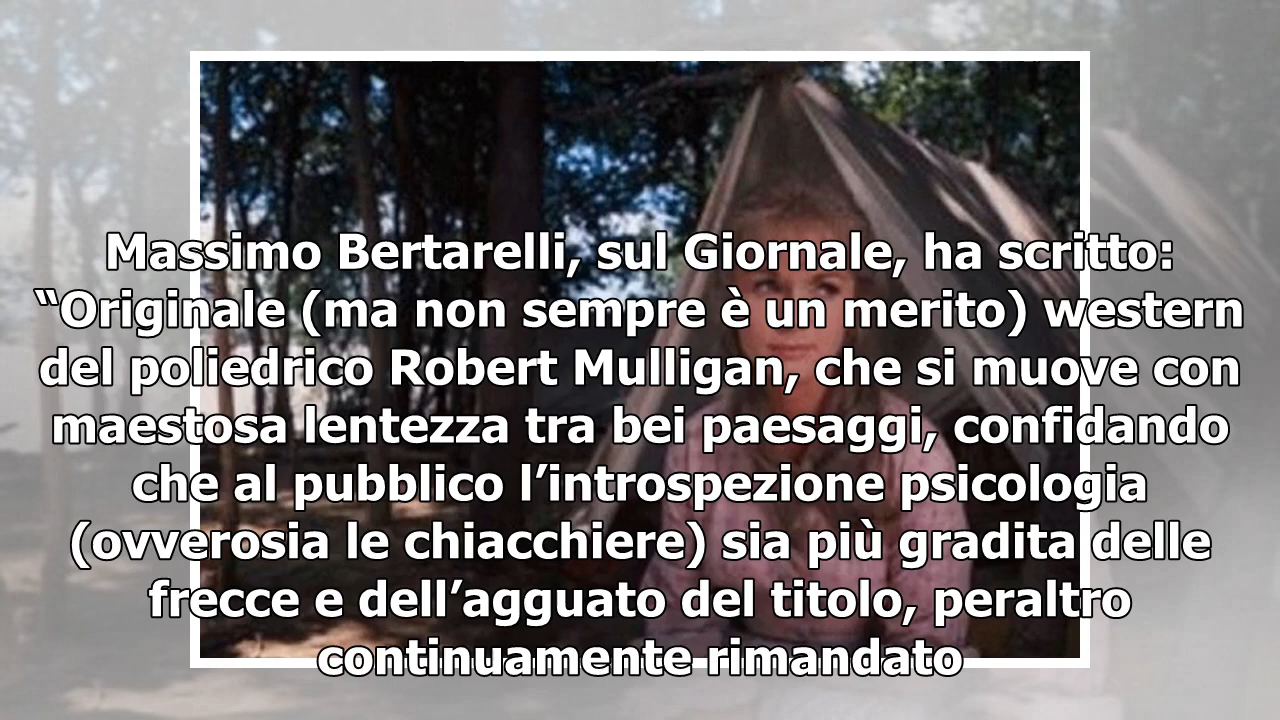 Massimo Bertarelli, sul Giornale, ha scritto:
“Originale (ma non sempre è un merito) western
del poliedrico Robert Mulligan, che si muove con
maestosa lentezza tra bei paesaggi, confidando
che al pubblico l’introspezione psicologia
(ovverosia le chiacchiere) sia più gradita delle
frecce e dell’agguato del titolo, peraltro
continuamente rimandato